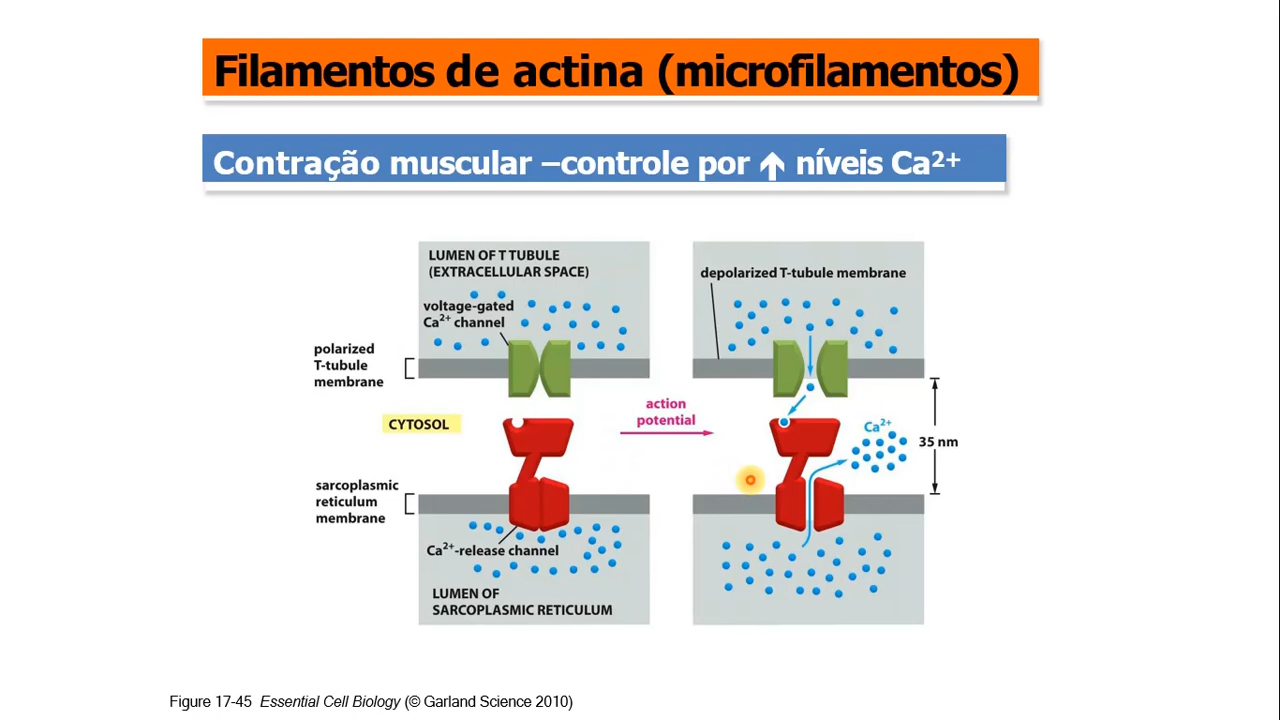 Filamentos de actina (microfilamentos)
Contração muscular –controle por ↑ níveis Ca2+
LUMEN OF T TUBULE
(EXTRACELLULAR SPACE)
voltage-gated
Ca2+ channel
polarized
T-tubule
membrane
CYTOSOL
sarcoplasmic
reticulum
membrane
Ca2+-release channel
LUMEN OF
SARCOPLASMIC RETICULUM
action
potential
depolarized T-tubule membrane
Ca2+
35 nm
Figure 17-45 Essential Cell Biology (© Garland Science 2010)